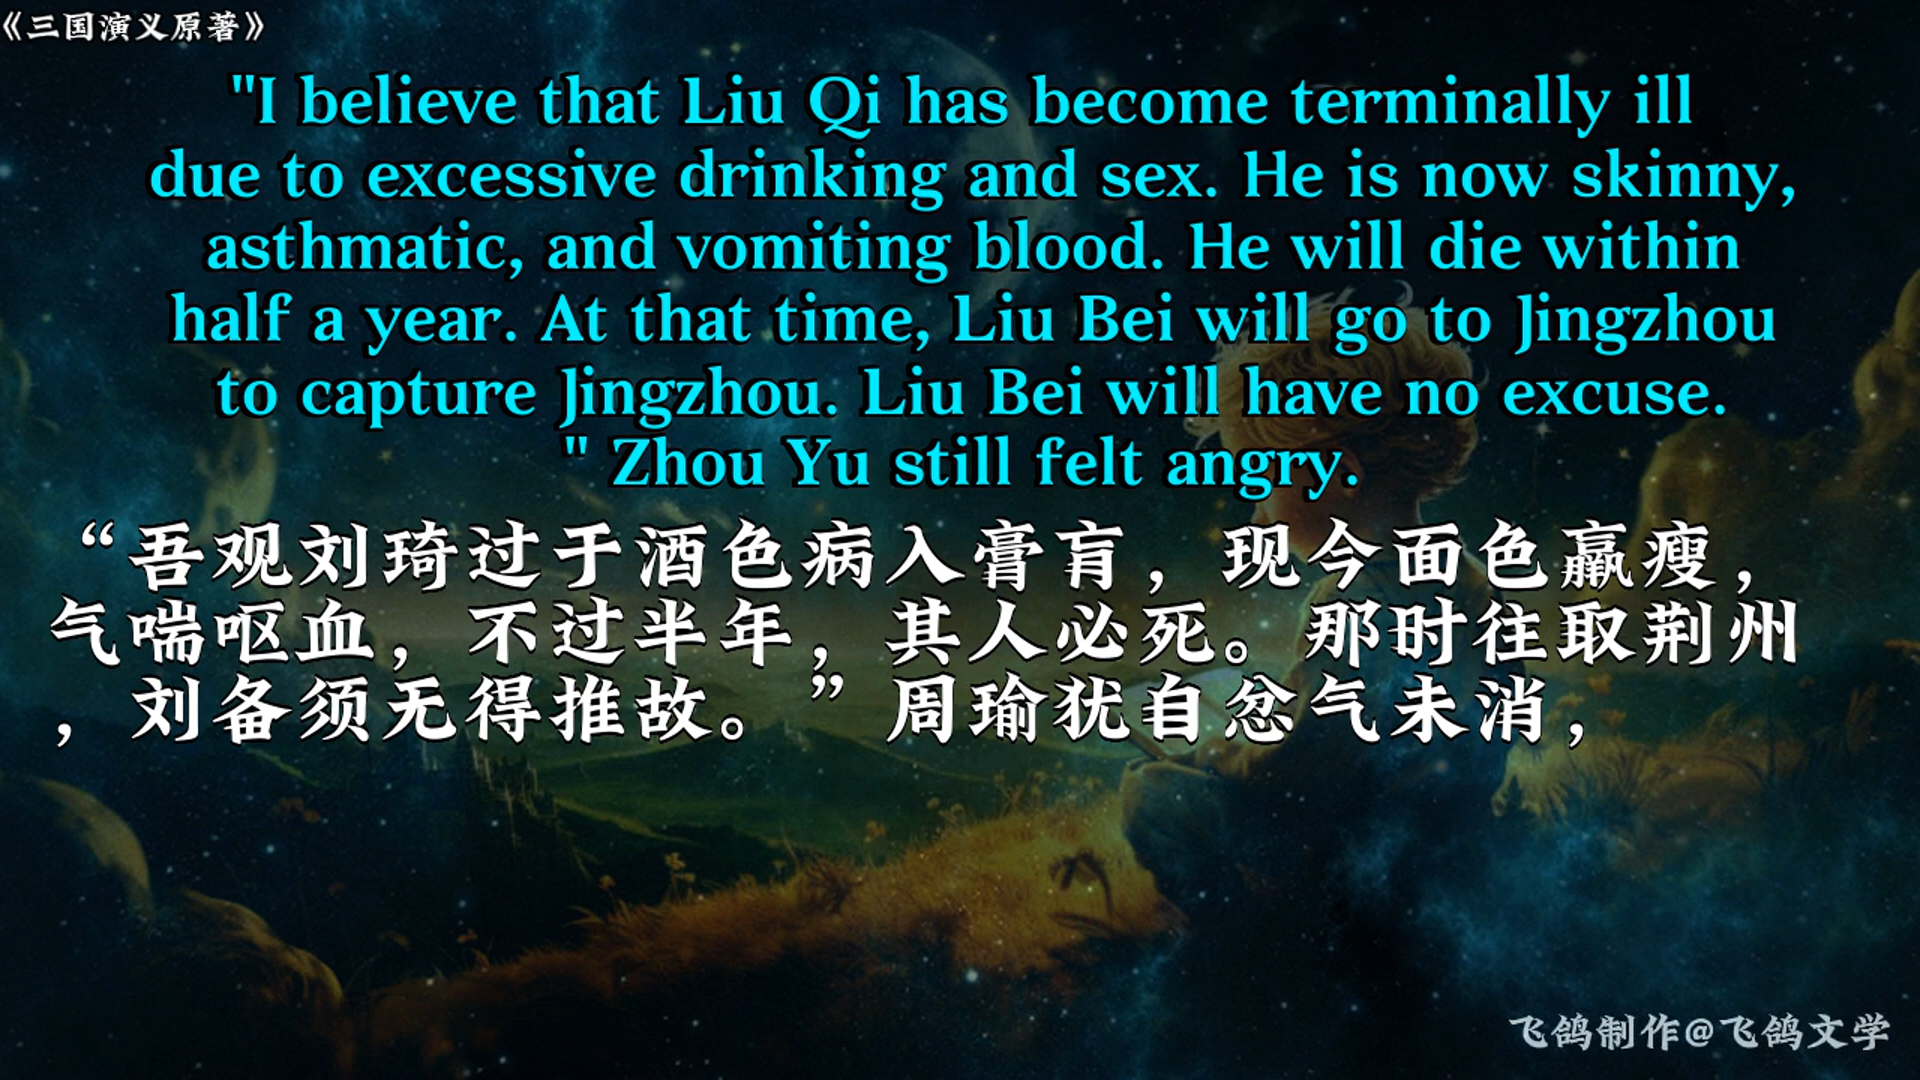 《三国演义原著》
"I believe that Liu Qi has become terminally ill
due to excessive drinking and sex. He is now skinny,
asthmatic, and vomiting blood. He will die within
half a year. At that time, Liu Bei will go to Jingzhou
to capture Jingzhou. Liu Bei will have no excuse.
" Zhou Yu still felt angry.
“吾观刘琦过于酒色病入膏肓，现今面色羸瘦，
气喘呕血，不过半年，其人必死。那时往取荆州
，刘备须无得推故。”周瑜犹自忿气未消，
飞鸽制作@飞鸽文学